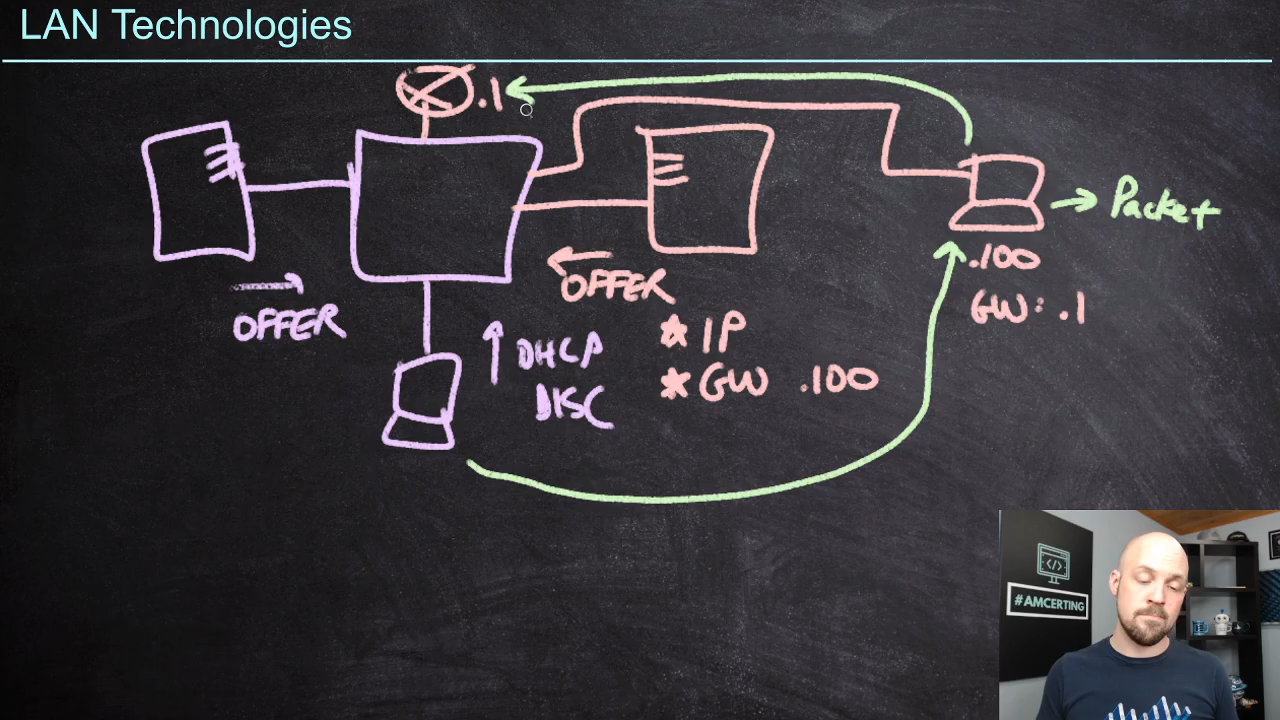 LAN Technologies
.1
Packet
.100
GW: .1
OFFER
OFFER
* IP
* GW .100
DHCP
DISC
</>
#AMCERTING